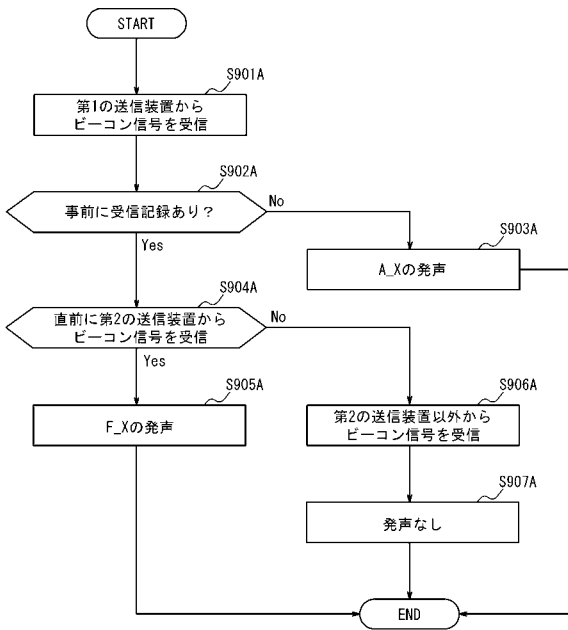 START
S901A
第1の送信装置から
ビーコン信号を受信
S902A
事前に受信記録あり？
No
Yes
S903A
A_Xの発声
S904A
直前に第2の送信装置から
ビーコン信号を受信
No
Yes
S905A
F_Xの発声
S906A
第2の送信装置以外から
ビーコン信号を受信
S907A
発声なし
END